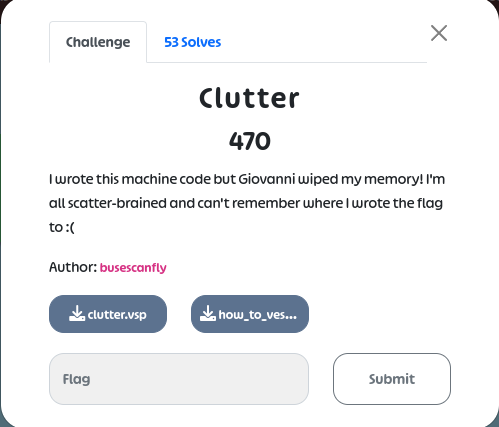 Challenge
53 Solves
Clutter
470
I wrote this machine code but Giovanni wiped my memory! I'm
all scatter-brained and can't remember where I wrote the flag
to :(
Author: busescanfly
clutter.vsp
how_to_ves...
Flag
Submit